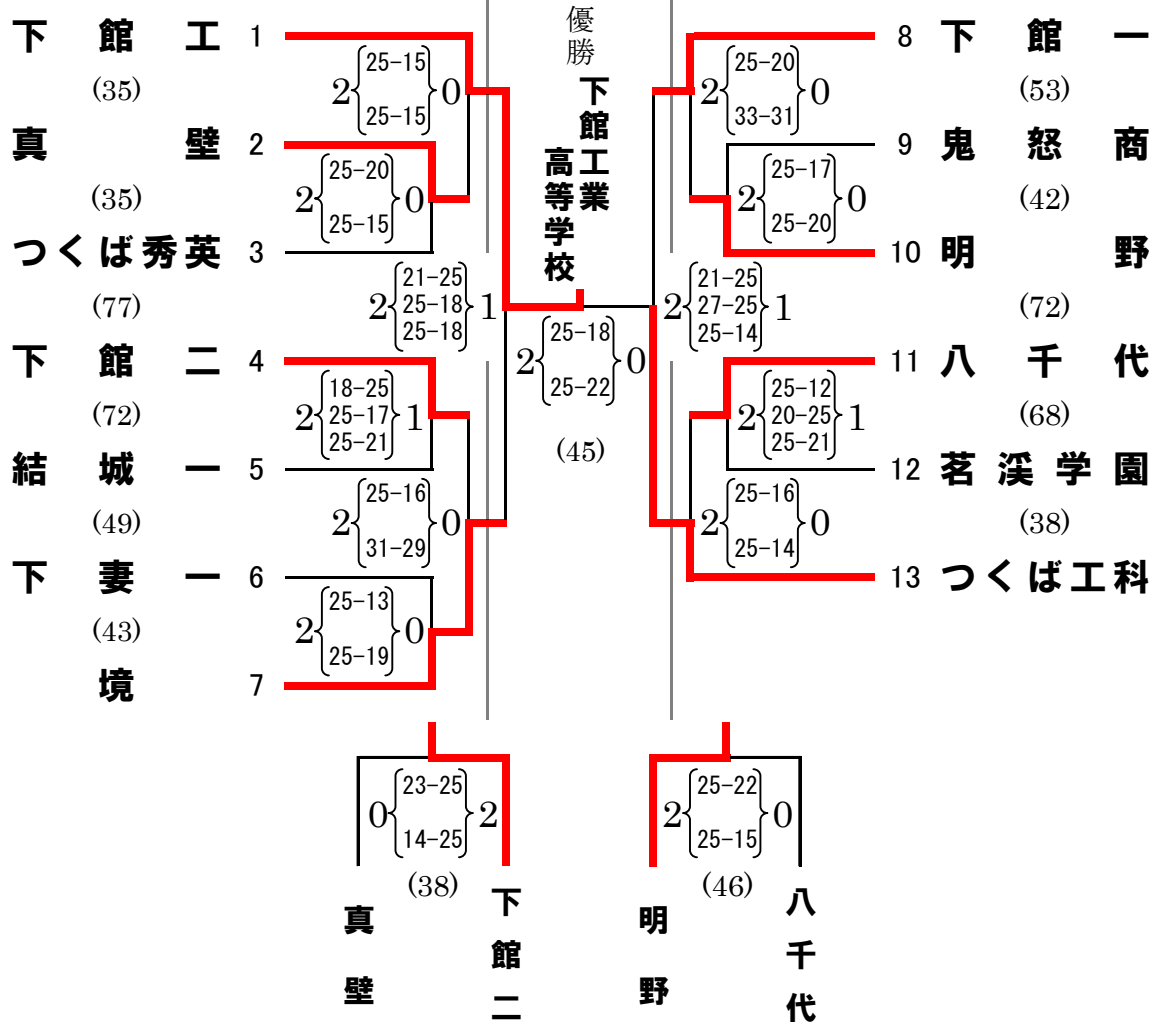 下館工 1
(35)
真壁 2
(35)
つくば秀英 3
(77)
下館二 4
(72)
結城一 5
(49)
下妻一 6
(43)
境 7
2 25-15 0
25-15
2 25-20 0
25-15
21-25
2 25-18 1
25-18
18-25
2 25-17 1
25-21
2 25-16 0
31-29
2 25-13 0
25-19
優勝
下館工業
高等学校
2 25-18 0
25-22
(45)
2 25-20 0
33-31
2 25-17 0
25-20
21-25
2 27-25 1
25-14
25-12
2 20-25 1
25-21
2 25-16 0
25-14
8 下館一
(53)
9 鬼怒商
(42)
10 明野
(72)
11 八千代
(68)
12 茗渓学園
(38)
13 つくば工科
0 23-25 2
14-25
(38)
真壁
下館二
2 25-22 0
25-15
(46)
明野
八千代